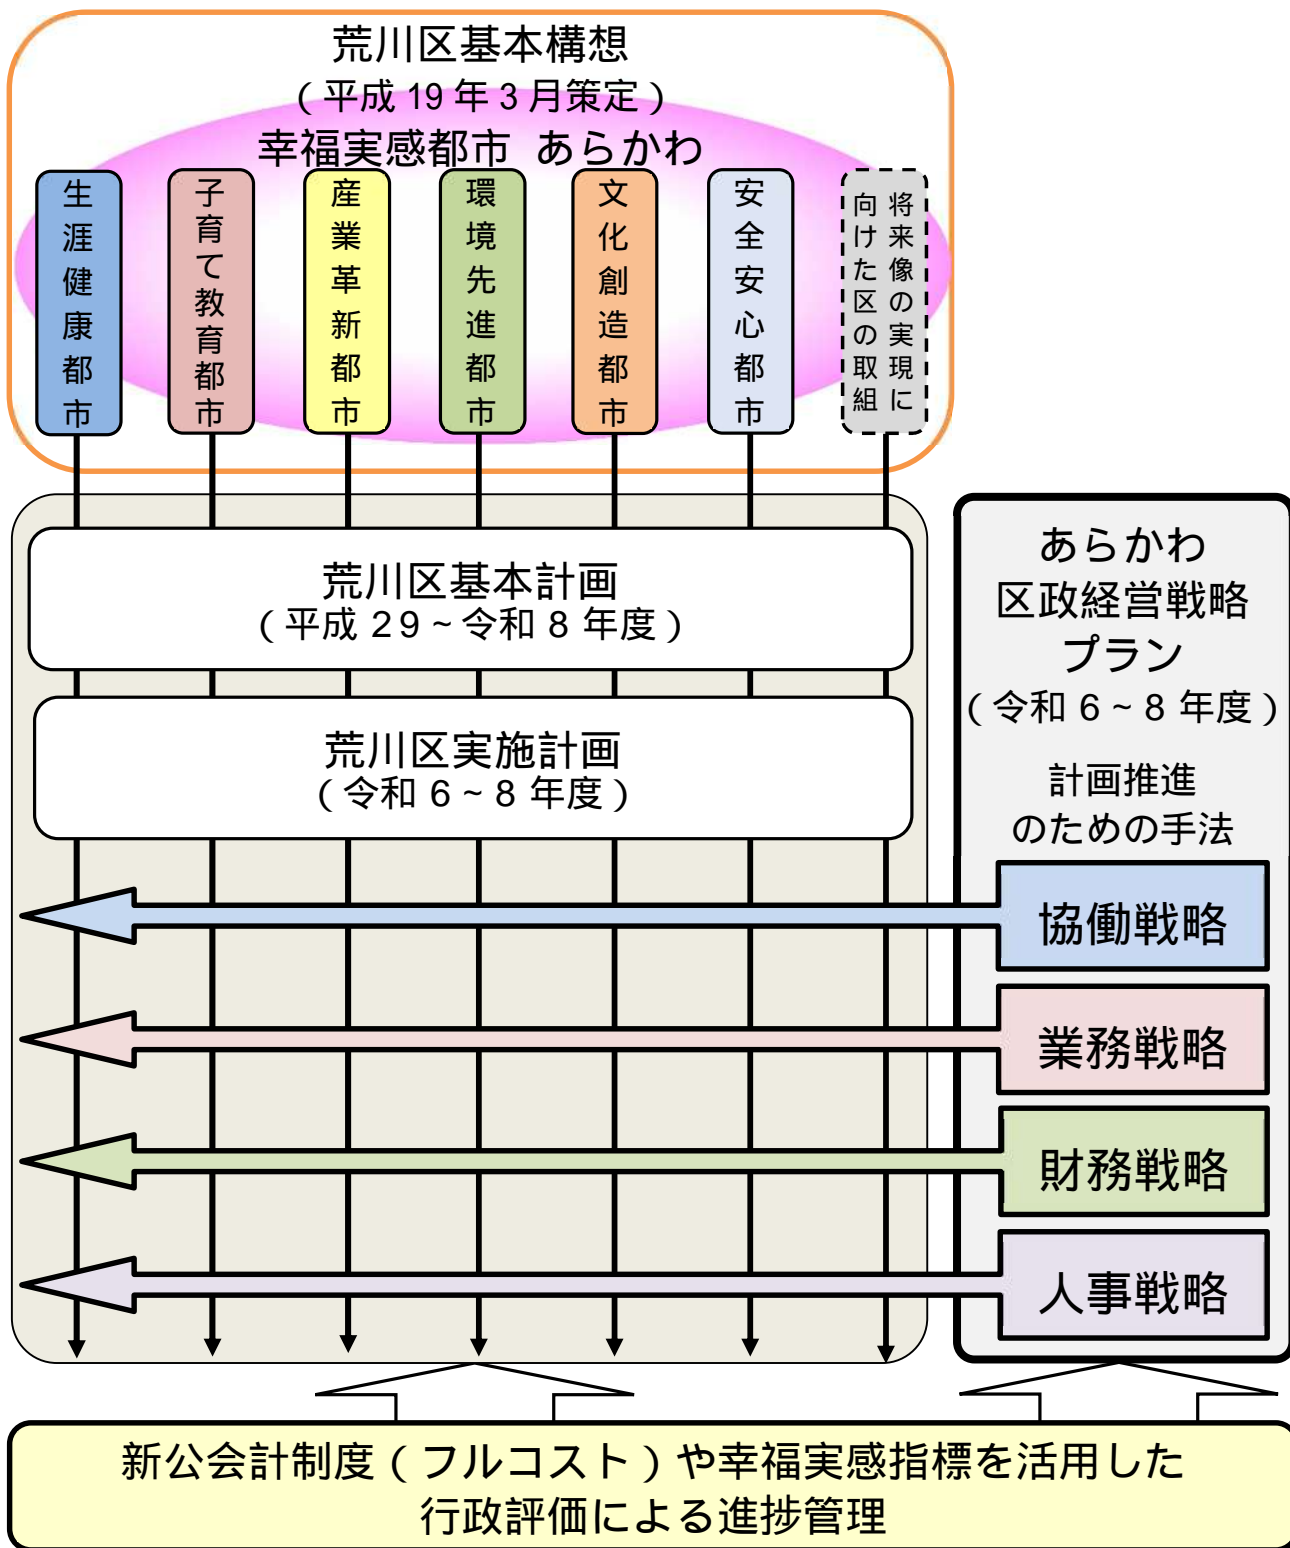 荒川区基本構想
（平成 19 年 3 月策定）
幸福実感都市 あらかわ
生涯健康都市
子育て教育都市
産業革新都市
環境先進都市
文化創造都市
安全安心都市
将来像の実現に
向けた区の取組
荒川区基本計画
（平成 29～令和 8 年度）
荒川区実施計画
（令和 6～8 年度）
あらかわ
区政経営戦略
プラン
（令和 6～8 年度）
計画推進
のための手法
協働戦略
業務戦略
財務戦略
人事戦略
新公会計制度（フルコスト）や幸福実感指標を活用した
行政評価による進捗管理